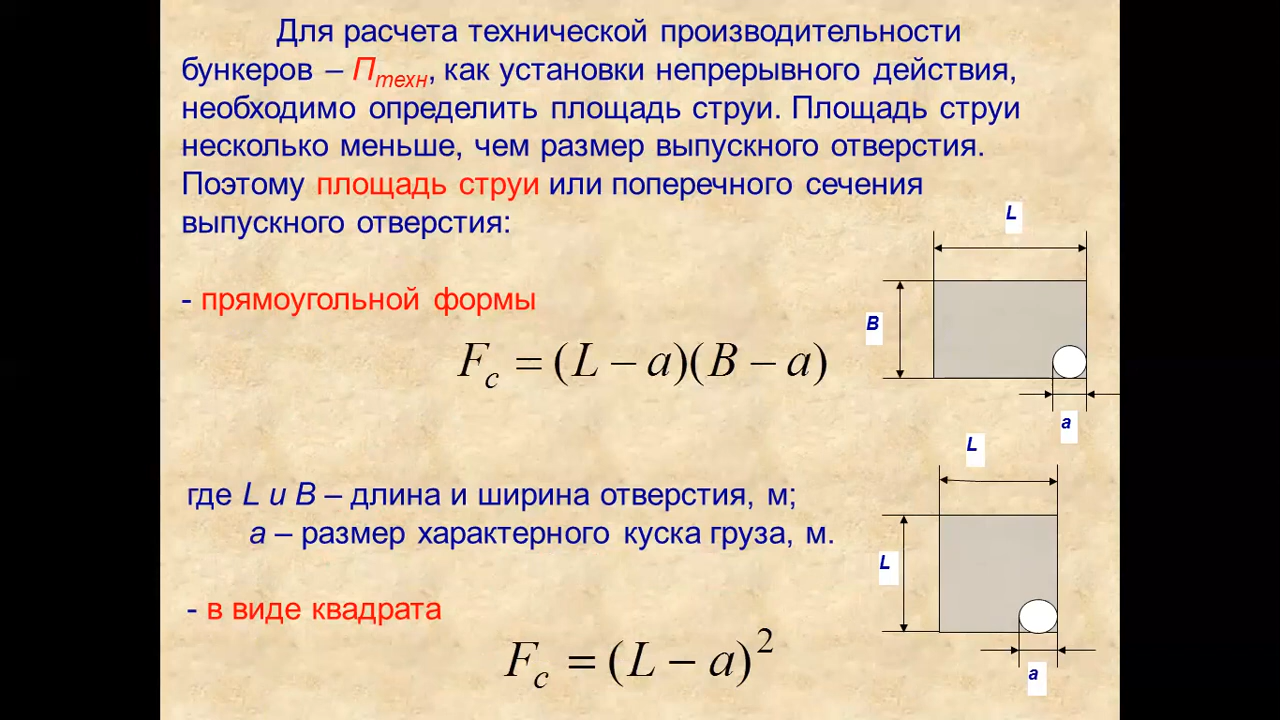 Для расчета технической производительности
бункеров – Птехн, как установки непрерывного действия,
необходимо определить площадь струи. Площадь струи
несколько меньше, чем размер выпускного отверстия.
Поэтому площадь струи или поперечного сечения
выпускного отверстия:
L
- прямоугольной формы
B
Fc = (L – a)(B – a)
a
L
где L и B – длина и ширина отверстия, м;
a – размер характерного куска груза, м.
L
- в виде квадрата
Fc = (L – a)²
a